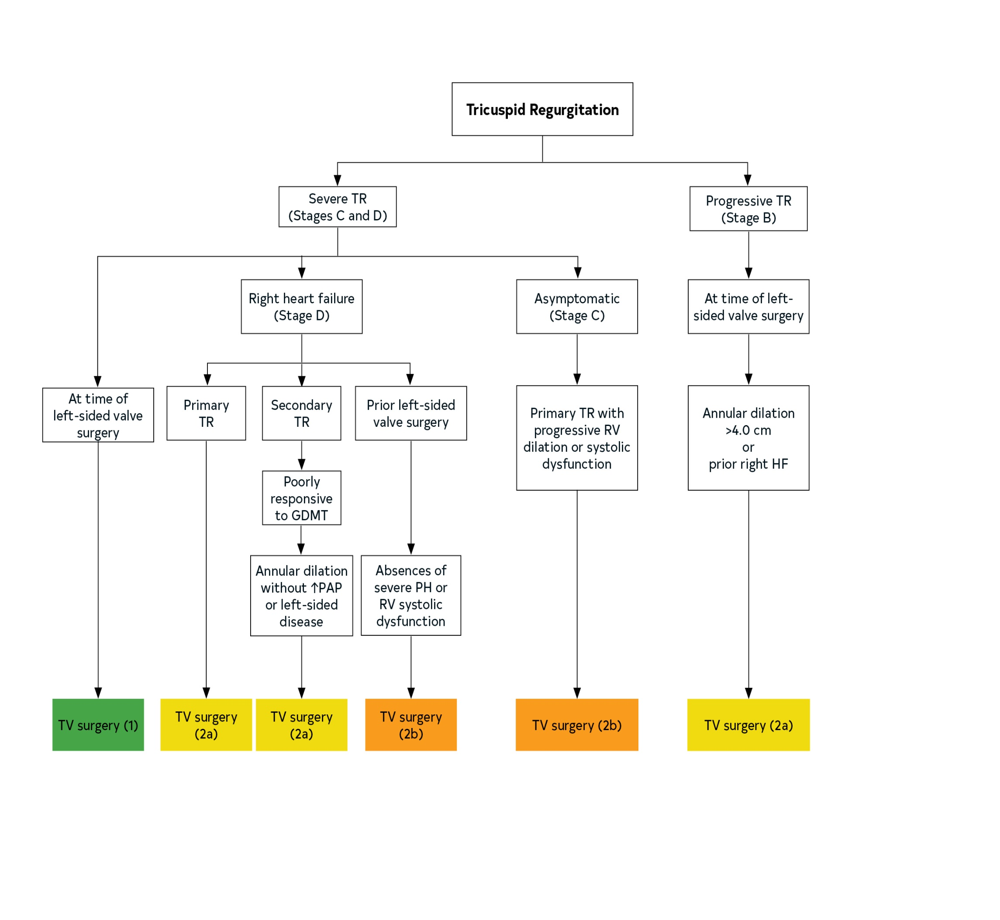 Tricuspid Regurgitation
Severe TR
(Stages C and D)
Progressive TR
(Stage B)
Right heart failure
(Stage D)
Asymptomatic
(Stage C)
At time of left-
sided valve surgery
At time of
left-sided valve
surgery
Primary
TR
Secondary
TR
Prior left-sided
valve surgery
Primary TR with
progressive RV
dilation or systolic
dysfunction
Annular dilation
>4.0 cm
or
prior right HF
Poorly
responsive
to GDMT
Annular dilation
without ↑PAP
or left-sided
disease
Absences of
severe PH or
RV systolic
dysfunction
TV surgery (1)
TV surgery
(2a)
TV surgery
(2a)
TV surgery
(2b)
TV surgery (2b)
TV surgery (2a)